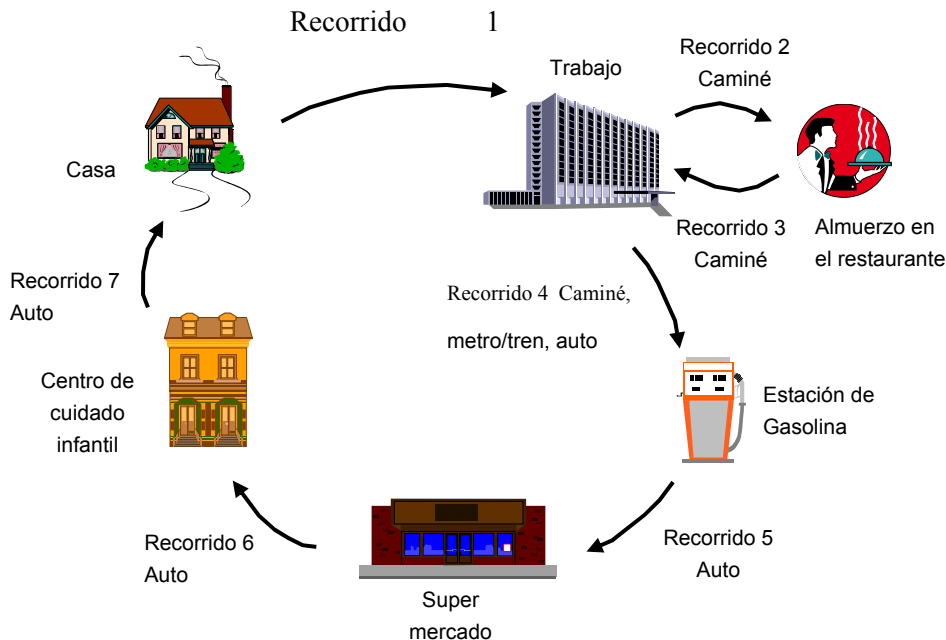 Recorrido 1
Trabajo
Recorrido 2
Caminé
Casa
Recorrido 3
Caminé
Almuerzo en
el restaurante
Recorrido 4 Caminé,
metro/tren, auto
Recorrido 7
Auto
Centro de
cuidado
infantil
Estación de
Gasolina
Recorrido 6
Auto
Recorrido 5
Auto
Super
mercado